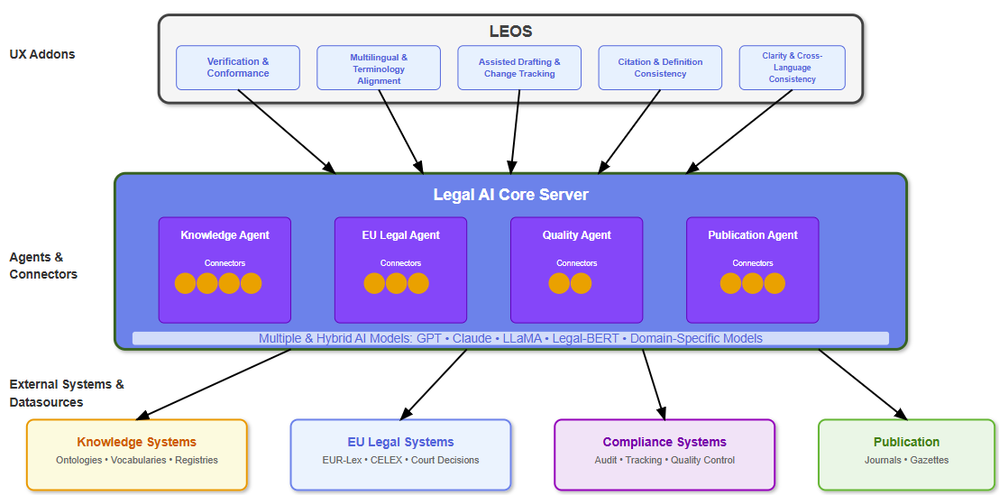 LEOS
UX Addons
Verification &
Conformance
Multilingual &
Terminology
Alignment
Assisted Drafting &
Change Tracking
Citation & Definition
Consistency
Clarity & Cross-
Language
Consistency
Legal AI Core Server
Agents &
Connectors
Knowledge Agent
Connectors
EU Legal Agent
Connectors
Quality Agent
Connectors
Publication Agent
Connectors
Multiple & Hybrid AI Models: GPT • Claude • LLaMA • Legal-BERT • Domain-Specific Models
External Systems &
Datasources
Knowledge Systems
Ontologies • Vocabularies • Registries
EU Legal Systems
EUR-Lex • CELEX • Court Decisions
Compliance Systems
Audit • Tracking • Quality Control
Publication
Journals • Gazettes